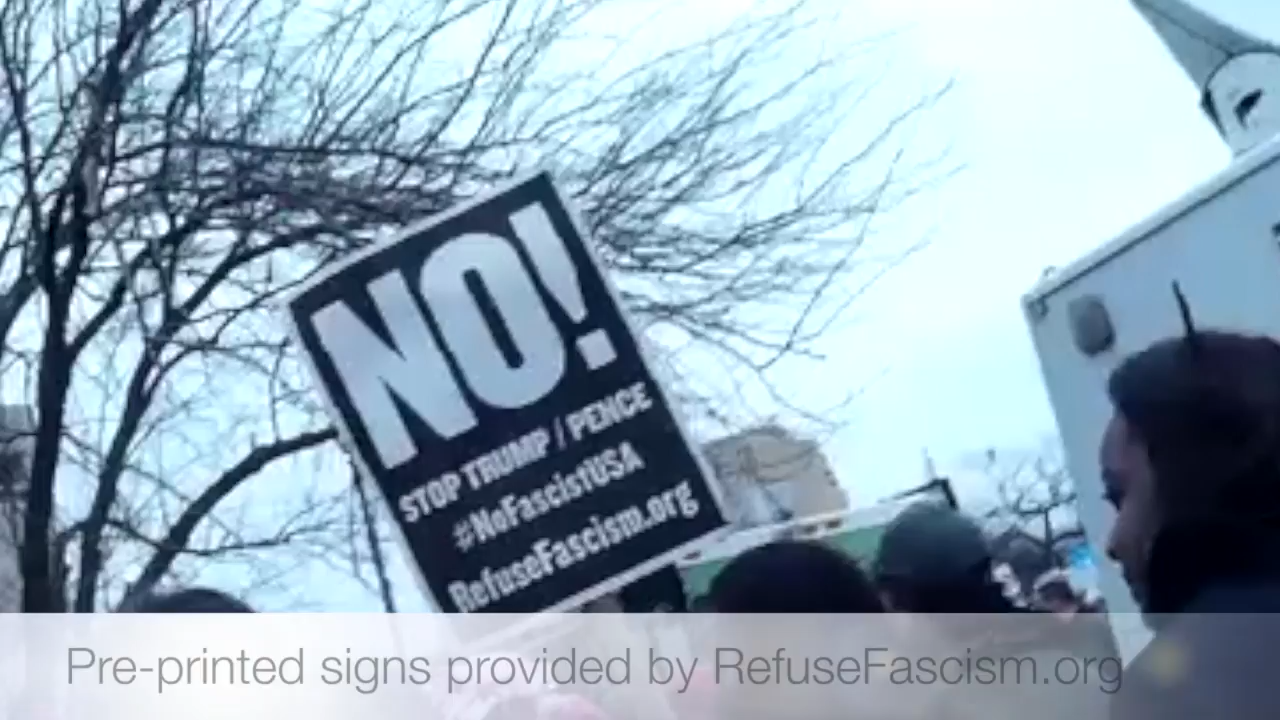 NO!
STOP TRUMP / PENCE
#NoFascistUSA
RefuseFascism.org
Pre-printed signs provided by RefuseFascism.org